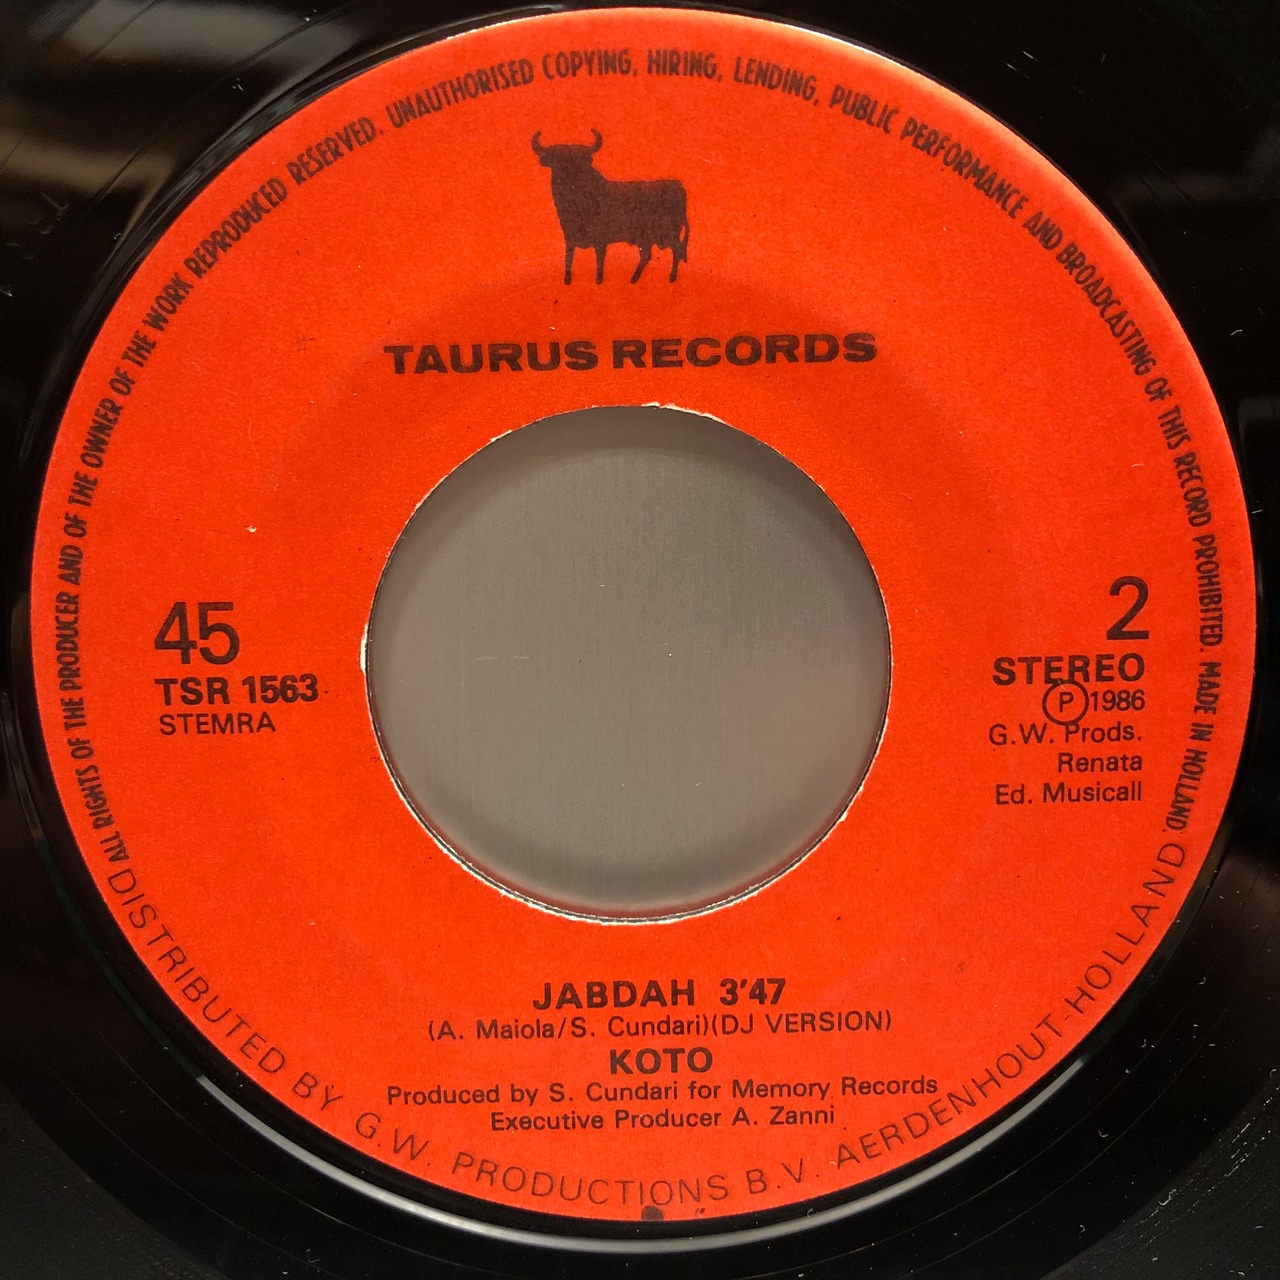 ALL RIGHTS OF THE PRODUCER AND OF THE OWNER OF THE WORK REPRODUCED RESERVED. UNAUTHORISED COPYING, HIRING, LENDING, PUBLIC PERFORMANCE AND BROADCASTING OF THIS RECORD PROHIBITED. MADE IN HOLLAND.
TAURUS RECORDS
45
TSR 1563
STEMRA
2
STEREO
Ⓟ1986
G.W. Prods.
Renata
Ed. Musicall
JABDAH 3'47
(A. Maiola/S. Cundari)(DJ VERSION)
KOTO
Produced by S. Cundari for Memory Records
Executive Producer A. Zanni
DISTRIBUTED BY G.W. PRODUCTIONS B.V. AERDENHOUT-HOLLAND